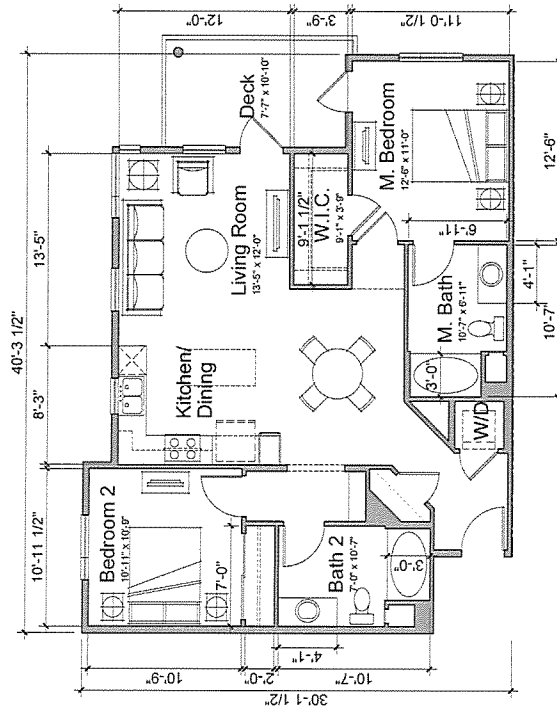 40'-3 1/2"
10'-11 1/2"
8'-3"
13'-5"
12'-0"
3'-9"
11'-0 1/2"
Bedroom 2
10'-11" x 10'-9"
7'-0"
Kitchen/
Dining
Living Room
13'-5" x 12'-0"
Deck
7'-7" x 10'-10"
9'-1 1/2"
W.I.C.
9'-1" x 3'-9"
M. Bedroom
12'-6" x 11'-0"
6'-11"
M. Bath
10'-7" x 6'-11"
3'-0"
4'-1"
10'-7"
12'-6"
W/D
Bath 2
7'-0" x 10'-7"
3'-0"
4'-1"
10'-9"
2'-0"
10'-7"
30'-1 1/2"